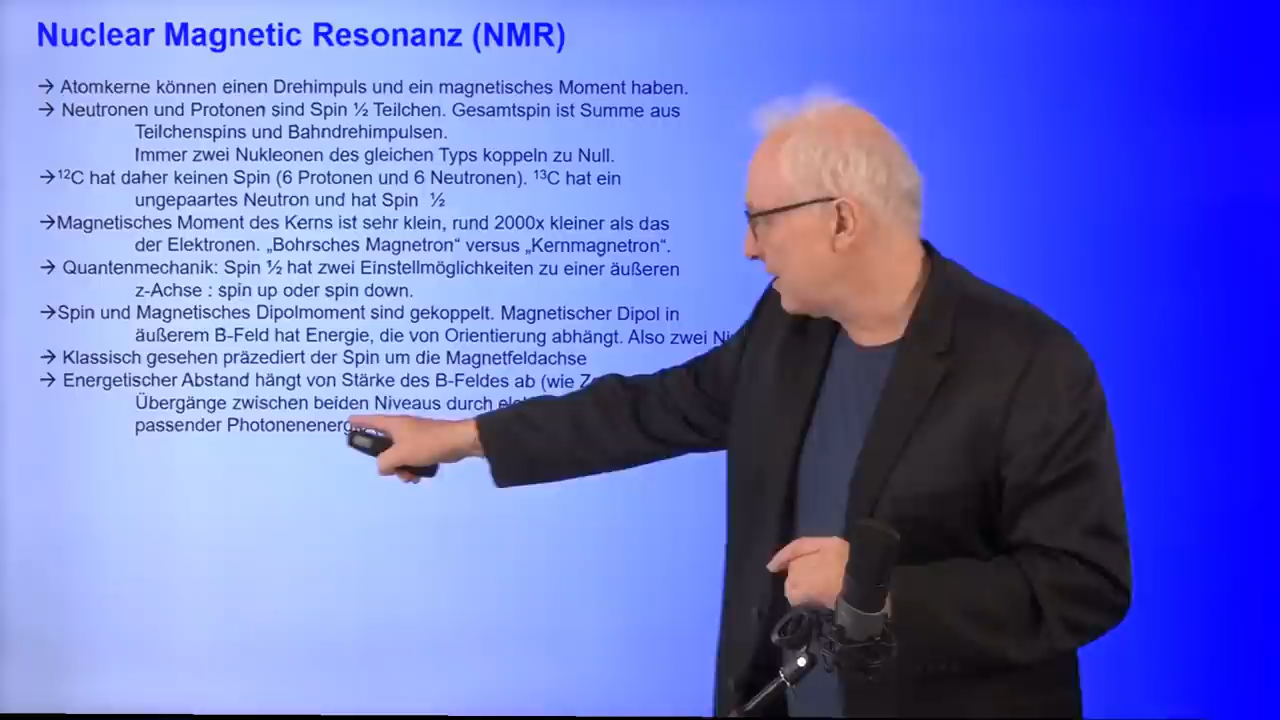 Nuclear Magnetic Resonanz (NMR)
→ Atomkerne können einen Drehimpuls und ein magnetisches Moment haben.
→ Neutronen und Protonen sind Spin ½ Teilchen. Gesamtspin ist Summe aus
Teilchenspins und Bahndrehimpulsen.
Immer zwei Nukleonen des gleichen Typs koppeln zu Null.
→¹²C hat daher keinen Spin (6 Protonen und 6 Neutronen). ¹³C hat ein
ungepaartes Neutron und hat Spin ½
→Magnetisches Moment des Kerns ist sehr klein, rund 2000x kleiner als das
der Elektronen. „Bohrsches Magnetron“ versus „Kernmagnetron“.
→ Quantenmechanik: Spin ½ hat zwei Einstellmöglichkeiten zu einer äußeren
z-Achse : spin up oder spin down.
→Spin und Magnetisches Dipolmoment sind gekoppelt. Magnetischer Dipol in
äußerem B-Feld hat Energie, die von Orientierung abhängt. Also zwei
→ Klassisch gesehen präzediert der Spin um die Magnetfeldachse
→ Energetischer Abstand hängt von Stärke des B-Feldes ab (wie
Übergänge zwischen beiden Niveaus durch
passender